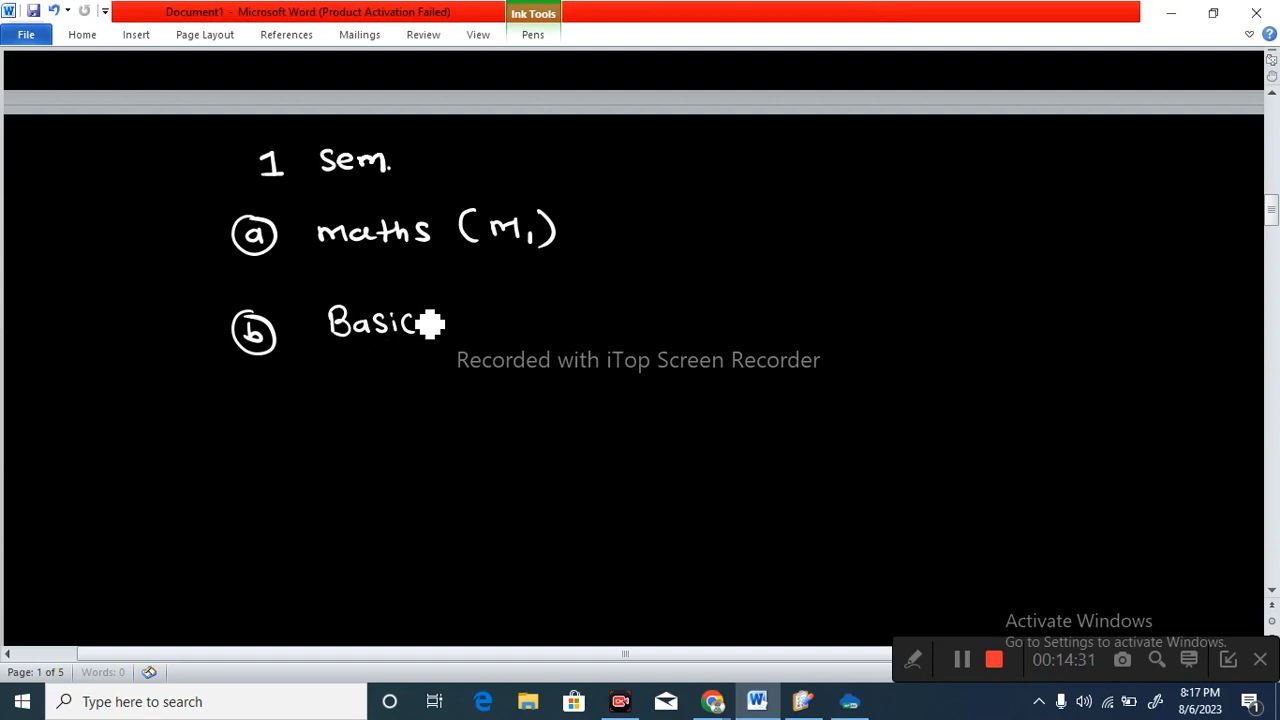 Document1 - Microsoft Word (Product Activation Failed)
Ink Tools
File Home Insert Page Layout References Mailings Review View Pens
1 Sem.
a maths (M1)
b Basic
Recorded with iTop Screen Recorder
Activate Windows
Go to Settings to activate Windows.
00:14:31
Page: 1 of 5 Words: 0
Type here to search
8:17 PM
8/6/2023